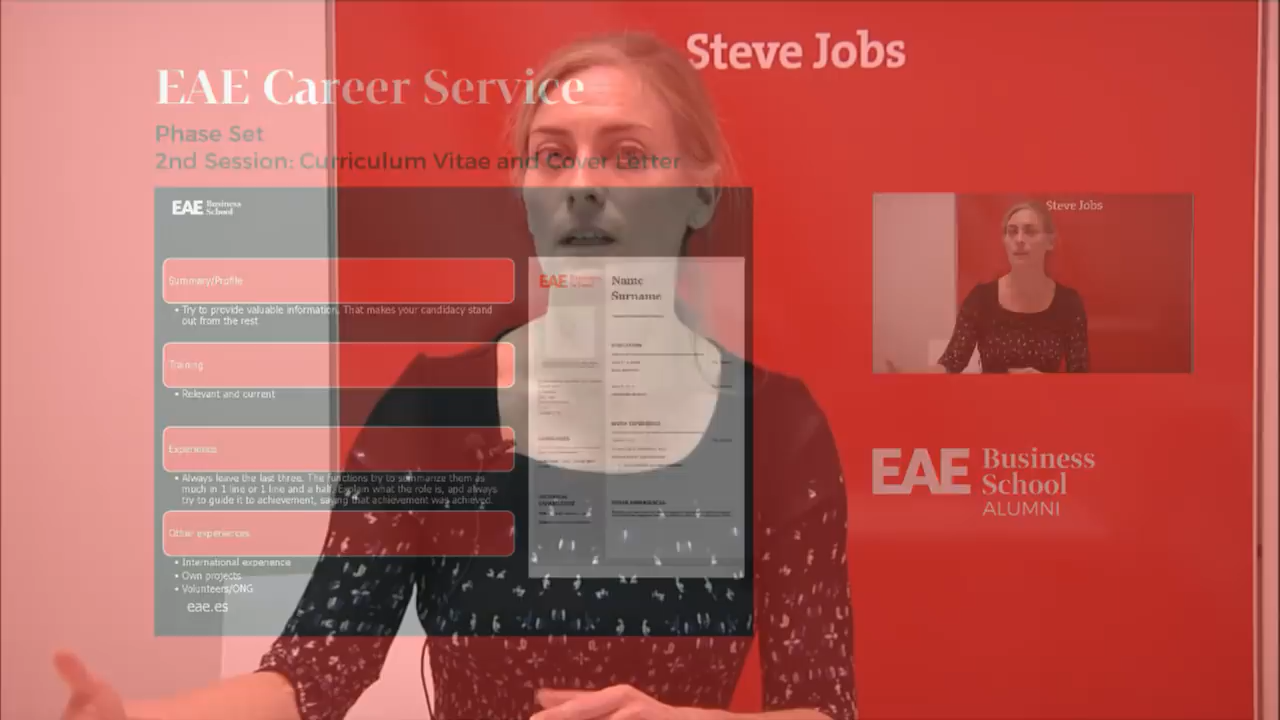 Steve Jobs
EAE Career Service
Phase Set
2nd Session: Curriculum Vitae and Cover Letter
EAE Business
School
Summary/Profile
• Try to provide valuable information. That makes your candidacy stand
out from the rest
Training
• Relevant and current
Experience
• Always leave the last three. The functions try to summarize them as
much in 1 line or 1 line and a half. Explain what the role is, and always
try to guide it to achievement, saying that achievement was achieved.
Other experiences
• International experience
• Own projects
• Volunteers/ONG
eae.es
EAE
Name
Surname
EDUCATION
WORK EXPERIENCE
LANGUAGES
Steve Jobs
EAE Business
School
ALUMNI